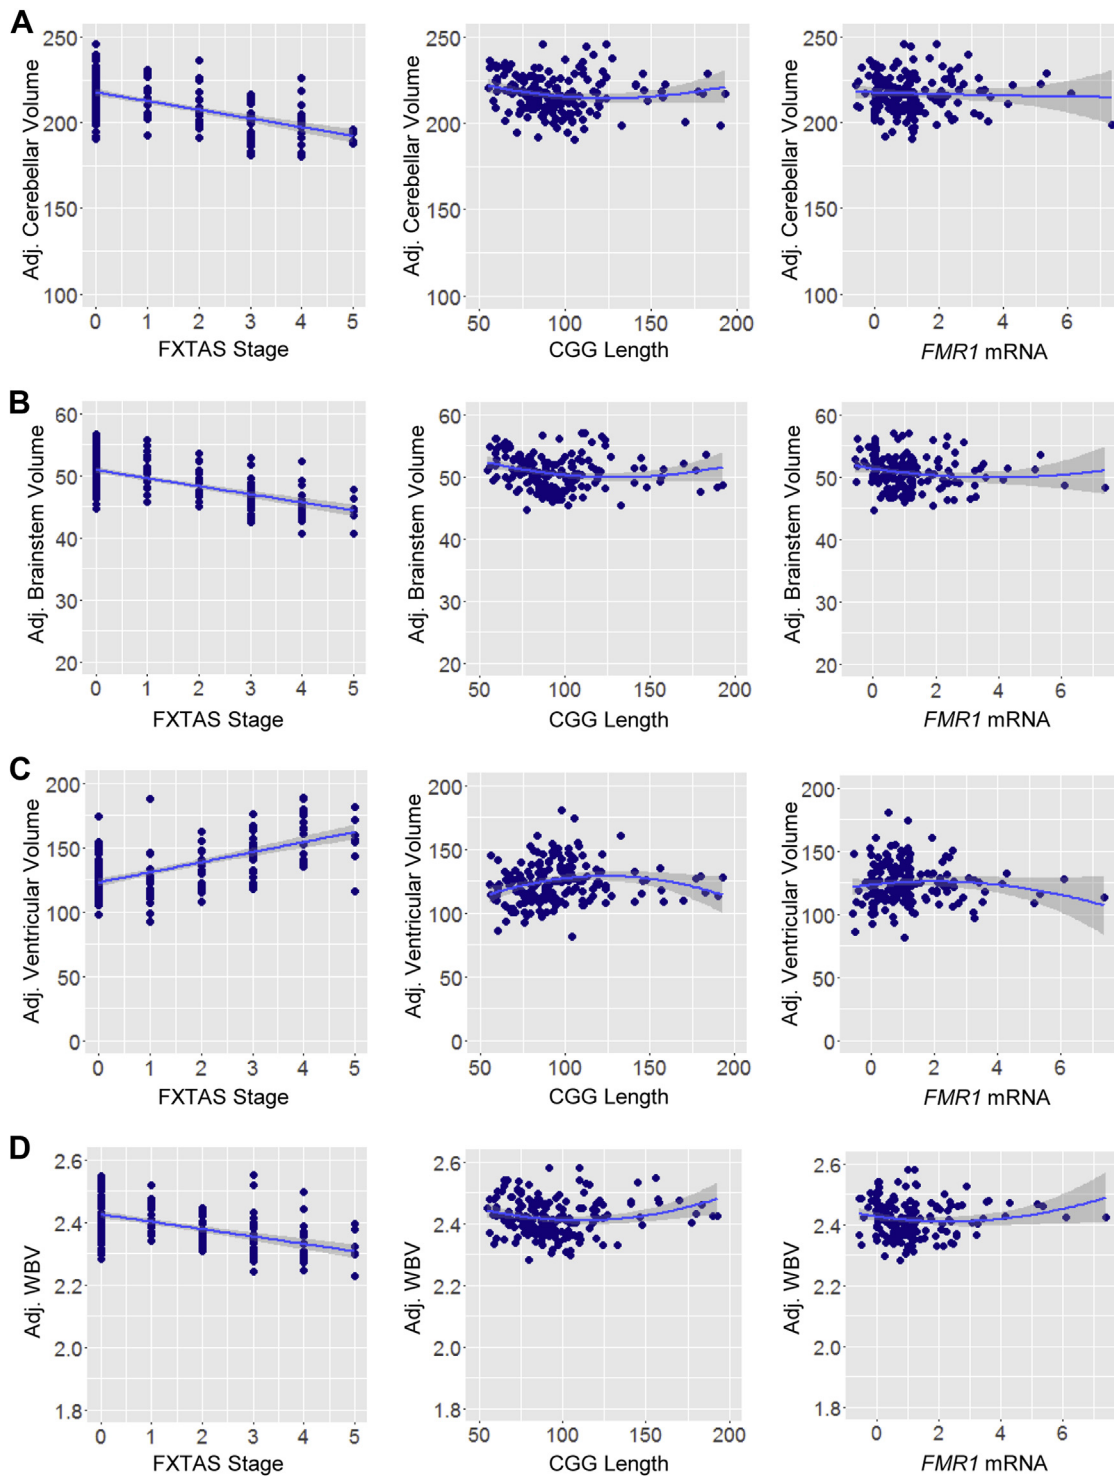 A
Adj. Cerebellar Volume
250
200
150
100
0 1 2 3 4 5
FXTAS Stage
Adj. Cerebellar Volume
250
200
150
100
50 100 150 200
CGG Length
Adj. Cerebellar Volume
250
200
150
100
0 2 4 6
FMR1 mRNA
B
Adj. Brainstem Volume
60
50
40
30
20
0 1 2 3 4 5
FXTAS Stage
Adj. Brainstem Volume
60
50
40
30
20
50 100 150 200
CGG Length
Adj. Brainstem Volume
60
50
40
30
20
0 2 4 6
FMR1 mRNA
C
Adj. Ventricular Volume
200
150
100
50
0
0 1 2 3 4 5
FXTAS Stage
Adj. Ventricular Volume
200
150
100
50
0
50 100 150 200
CGG Length
Adj. Ventricular Volume
200
150
100
50
0
0 2 4 6
FMR1 mRNA
D
Adj. WBV
2.6
2.4
2.2
2.0
1.8
0 1 2 3 4 5
FXTAS Stage
Adj. WBV
2.6
2.4
2.2
2.0
1.8
50 100 150 200
CGG Length
Adj. WBV
2.6
2.4
2.2
2.0
1.8
0 2 4 6
FMR1 mRNA